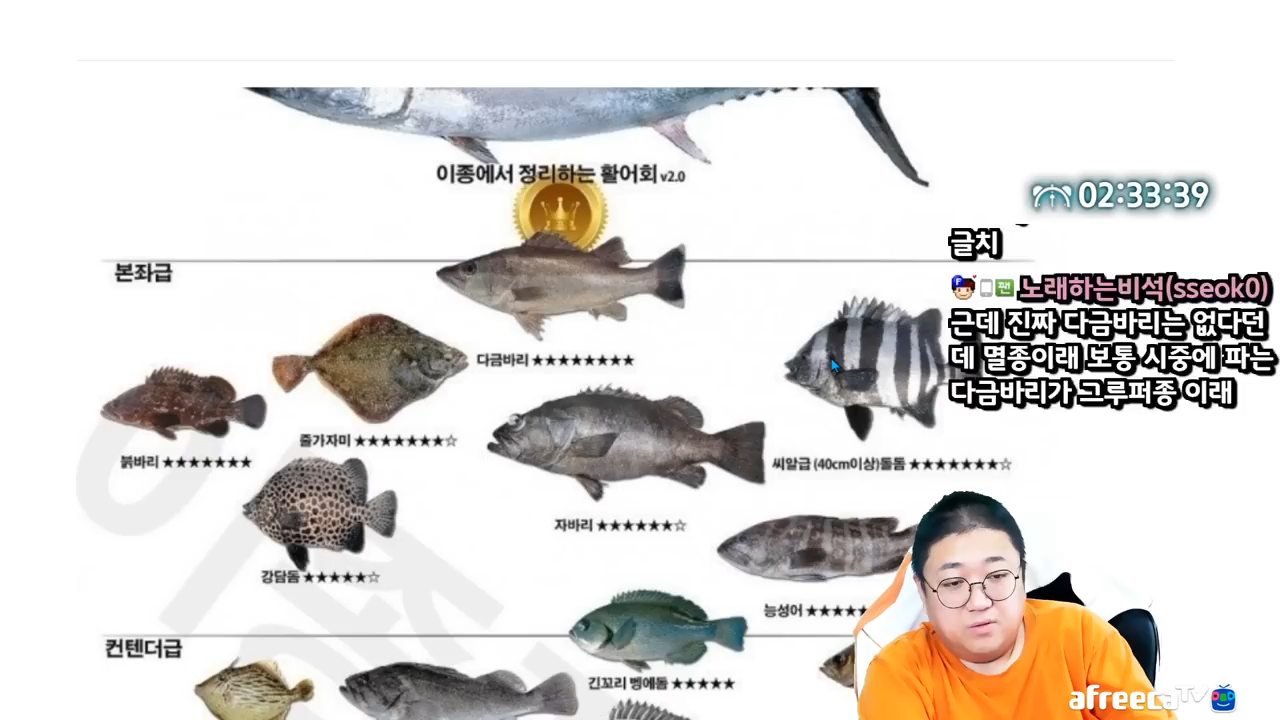 이종에서 정리하는 활어회 v2.0
02:33:39
글치
본좌급
노래하는비석(sseok0)
근데 진짜 다금바리는 없다던
데 멸종이래 보통 시중에 파는
다금바리가 그루퍼종 이래
다금바리 ★★★★★★★★
줄가자미 ★★★★★★★☆
붉바리 ★★★★★★★
씨알급 (40cm이상)돌돔 ★★★★★★★☆
자바리 ★★★★★★☆
강담돔 ★★★★★☆
능성어 ★★★★★
컨텐더급
긴꼬리 벵에돔 ★★★★★
afreecaTV